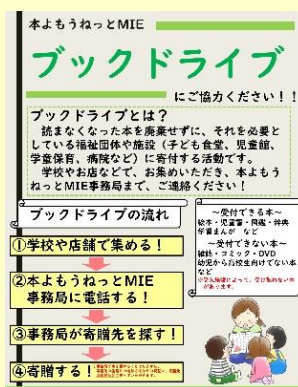 本よもうねっとMIE
ブックドライブ
にご協力ください！！
ブックドライブとは？
読まなくなった本を廃棄せずに、それを必要と
している福祉団体や施設（子ども食堂、児童館、
学童保育、病院など）に寄付する活動です。
学校やお店などで、お集めいただき、本よもう
ねっとMIE事務局まで、ご連絡ください！
ブックドライブの流れ
①学校や店舗で集める！
②本よもうねっとMIE
事務局に電話する！
③事務局が寄贈先を探す！
④寄贈する！
～受付できる本～
絵本・児童書・図鑑・辞典
学習まんが など
～受付できない本～
雑誌・コミック・DVD
幼児から高校生向けでない本
など